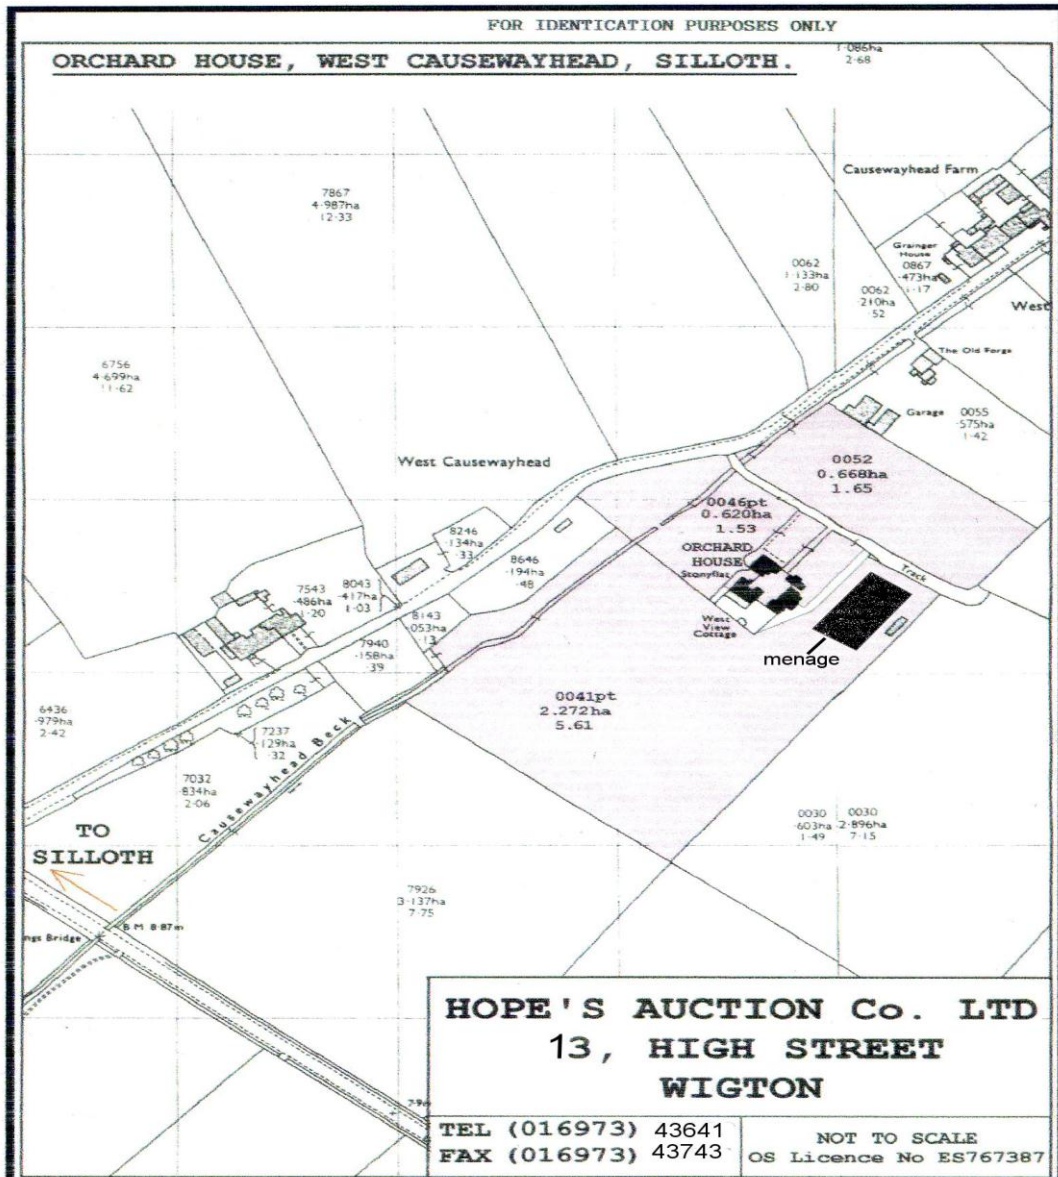 FOR IDENTICATION PURPOSES ONLY
ORCHARD HOUSE, WEST CAUSEWAYHEAD, SILLOTH.
1·086ha
2·68
7867
4·987ha
12·33
Causewayhead Farm
Grainger
House
0867
·473ha
1·17
0062
1·133ha
2·80
0062
·210ha
·52
West
6756
4·699ha
11·62
The Old Forge
Garage
0055
·575ha
1·42
West Causewayhead
0052
0.668ha
1.65
0046pt
0.620ha
1.53
8246
·134ha
·33
8646
·194ha
·48
ORCHARD
HOUSE
Stonyflat
Track
7543
·486ha
1·20
8043
·417ha
1·03
8143
·053ha
·13
West
View
Cottage
menage
7940
·158ha
·39
0041pt
2.272ha
5.61
6436
·979ha
2·42
7237
·129ha
·32
Causewayhead Beck
7032
·834ha
2·06
0030
·603ha
1·49
0030
2·896ha
7·15
TO
SILLOTH
7926
3·137ha
7·75
B M 8·87m
ngs Bridge
HOPE'S AUCTION Co. LTD
13, HIGH STREET
WIGTON
7·9m
TEL (016973) 43641
FAX (016973) 43743
NOT TO SCALE
OS Licence No ES767387